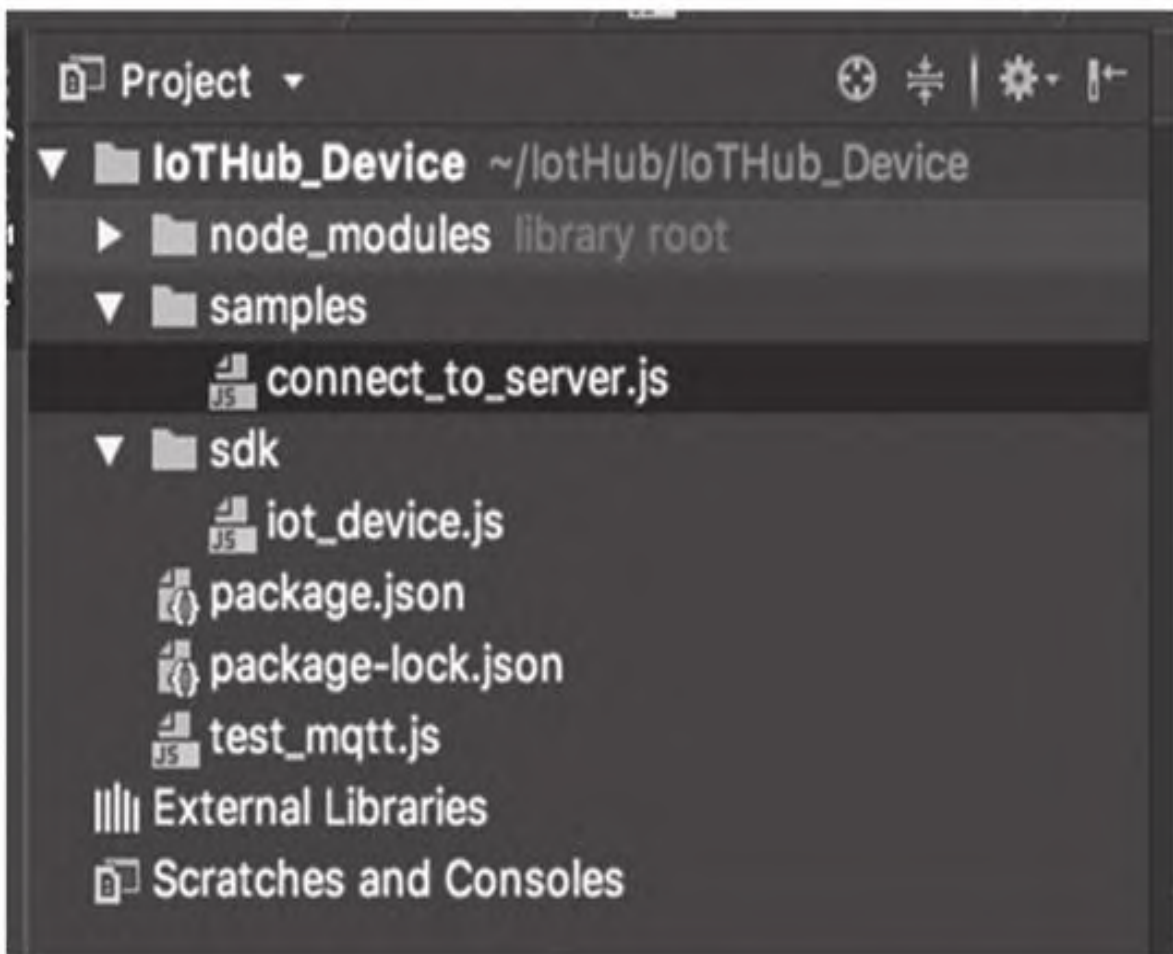 Project
IoTHub_Device ~/IotHub/IoTHub_Device
node_modules library root
samples
connect_to_server.js
sdk
iot_device.js
package.json
package-lock.json
test_mqtt.js
External Libraries
Scratches and Consoles